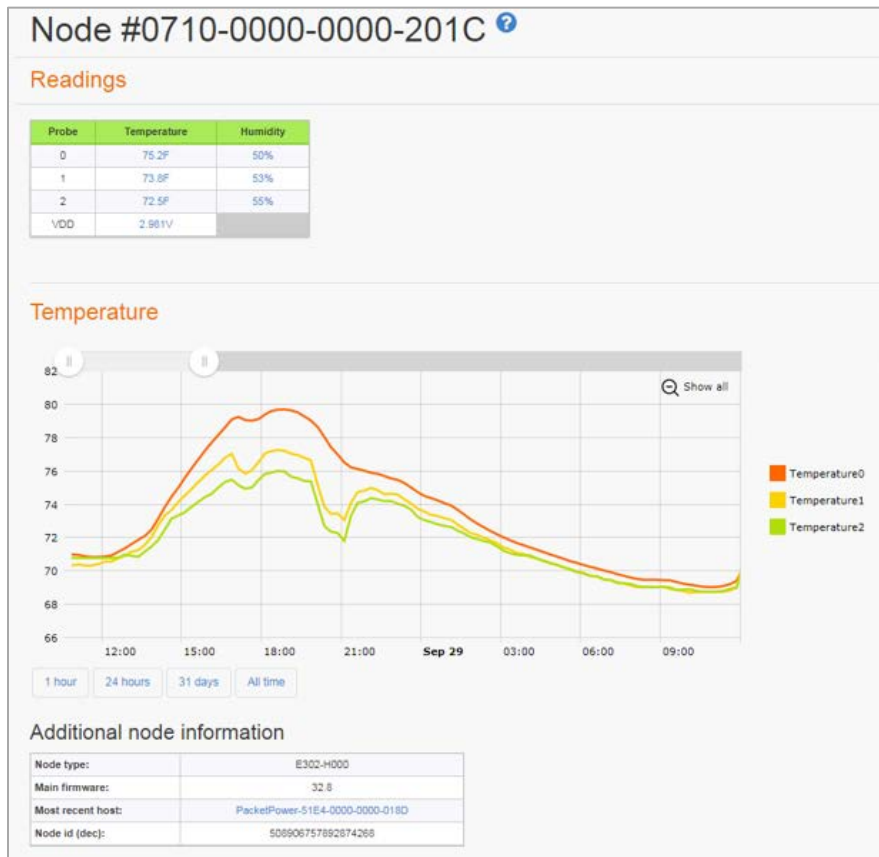 Node #0710-0000-0000-201C ?
Readings
Probe Temperature Humidity
0 75.2F 50%
1 73.8F 53%
2 72.5F 55%
VDD 2.981V
Temperature
Show all
82
80
78
76
74
72
70
68
66
Temperature0
Temperature1
Temperature2
12:00 15:00 18:00 21:00 Sep 29 03:00 06:00 09:00
1 hour 24 hours 31 days All time
Additional node information
Node type: E302-H000
Main firmware: 32.8
Most recent host: PacketPower-51E4-0000-0000-018D
Node id (dec): 508906757892874268